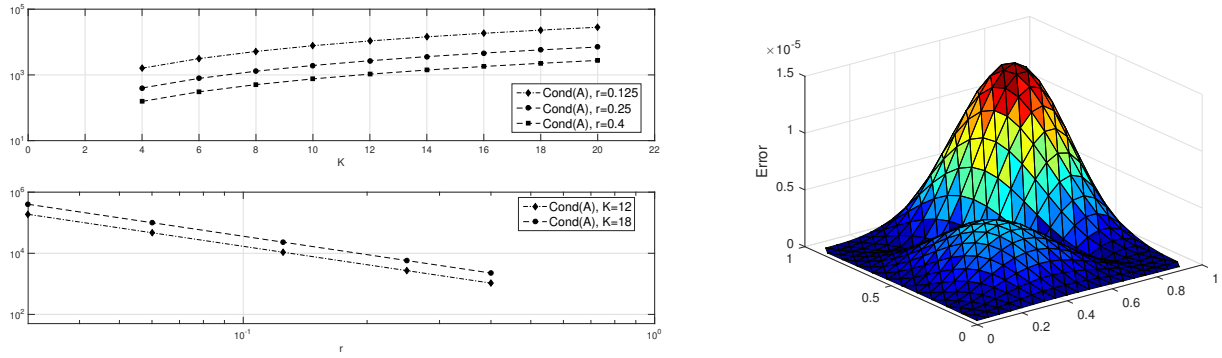 10^5
10^3
10^1
Cond(A), r=0.125
Cond(A), r=0.25
Cond(A), r=0.4
0 2 4 6 8 10 12 14 16 18 20 22
K
10^6
10^4
10^2
Cond(A), K=12
Cond(A), K=18
10^-1 10^0
r
×10^-5
1.5
1
0.5
0
Error
1 0.5 0
0 0.2 0.4 0.6 0.8 1